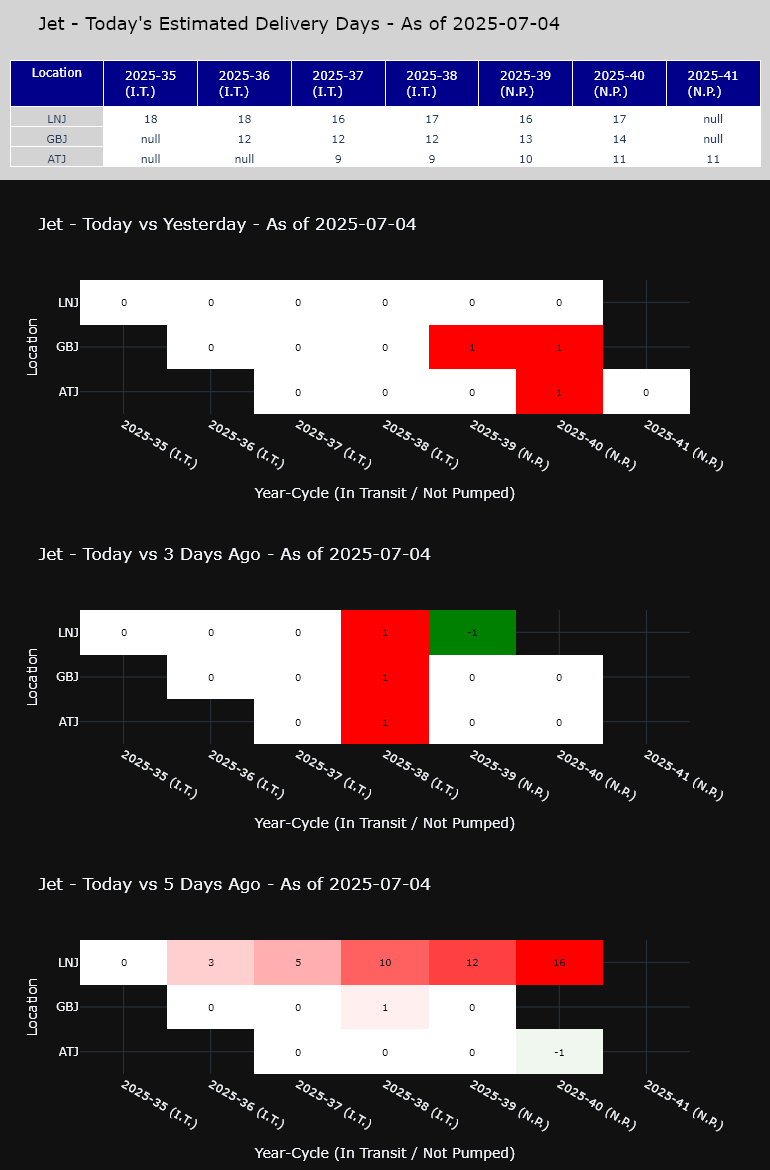 Jet - Today's Estimated Delivery Days - As of 2025-07-04
Location 2025-35 (I.T.) 2025-36 (I.T.) 2025-37 (I.T.) 2025-38 (I.T.) 2025-39 (N.P.) 2025-40 (N.P.) 2025-41 (N.P.)
LNJ 18 18 16 17 16 17 null
GBJ null 12 12 12 13 14 null
ATJ null null 9 9 10 11 11
Jet - Today vs Yesterday - As of 2025-07-04
Location
LNJ 0 0 0 0 0 0
GBJ 0 0 0 1 1
ATJ 0 0 0 1 0
2025-35 (I.T.) 2025-36 (I.T.) 2025-37 (I.T.) 2025-38 (I.T.) 2025-39 (N.P.) 2025-40 (N.P.) 2025-41 (N.P.)
Year-Cycle (In Transit / Not Pumped)
Jet - Today vs 3 Days Ago - As of 2025-07-04
Location
LNJ 0 0 0 1 -1
GBJ 0 0 1 0 0
ATJ 0 1 0 0
2025-35 (I.T.) 2025-36 (I.T.) 2025-37 (I.T.) 2025-38 (I.T.) 2025-39 (N.P.) 2025-40 (N.P.) 2025-41 (N.P.)
Year-Cycle (In Transit / Not Pumped)
Jet - Today vs 5 Days Ago - As of 2025-07-04
Location
LNJ 0 3 5 10 12 16
GBJ 0 0 1 0
ATJ 0 0 0 -1
2025-35 (I.T.) 2025-36 (I.T.) 2025-37 (I.T.) 2025-38 (I.T.) 2025-39 (N.P.) 2025-40 (N.P.) 2025-41 (N.P.)
Year-Cycle (In Transit / Not Pumped)